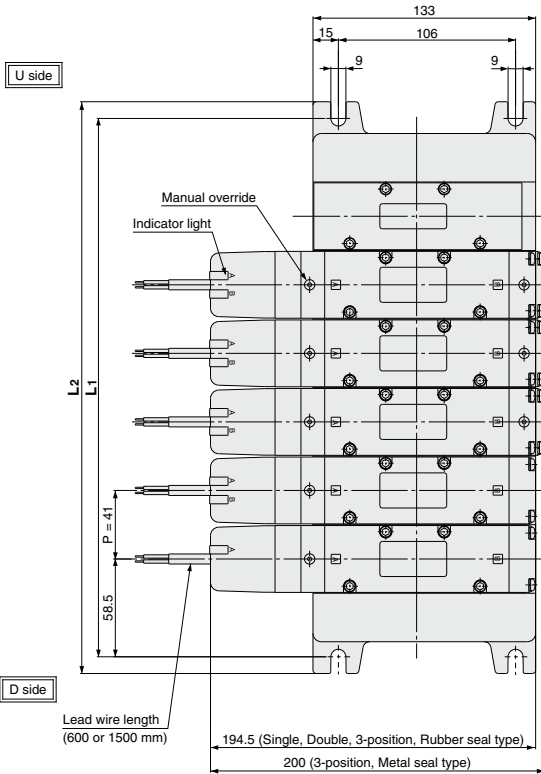 133
15
106
9
9
U side
Manual override
Indicator light
A
B
A
B
A
B
A
B
A
B
A
B
A
B
A
B
A
B
A
A
L2
L1
P = 41
58.5
D side
Lead wire length
(600 or 1500 mm)
194.5 (Single, Double, 3-position, Rubber seal type)
200 (3-position, Metal seal type)